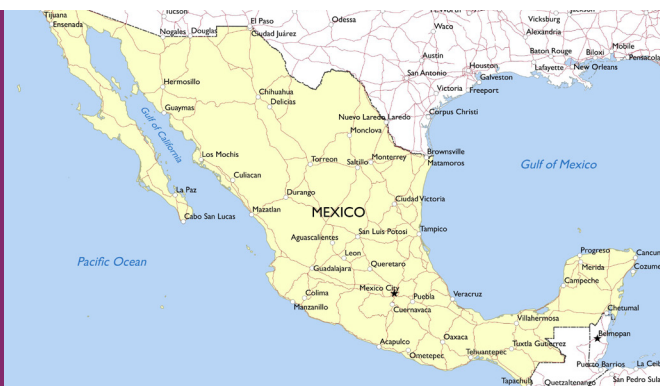 Tijuana
Ensenada
Tucson
Nogales Douglas
El Paso
Ciudad Juárez
Odessa
Waco
Vicksburg
Alexandria
Austin
Baton Rouge
Biloxi
Mobile
Pensacola
Houston
Lafayette
New Orleans
San Antonio
Galveston
Victoria
Freeport
Hermosillo
Chihuahua
Delicias
Guaymas
Gulf of California
Nuevo Laredo Laredo
Corpus Christi
Monclova
Los Mochis
Torreon
Saltillo
Monterrey
Brownsville
Matamoros
Gulf of Mexico
Culiacan
La Paz
Durango
Ciudad Victoria
Cabo San Lucas
Mazatlan
MEXICO
San Luis Potosi
Tampico
Aguascalientes
Pacific Ocean
Leon
Queretaro
Guadalajara
Progreso
Cancun
Merida
Cozume
Campeche
Colima
Mexico City
Puebla
Veracruz
Manzanillo
Cuernavaca
Chetumal
Villahermosa
Belmopan
Acapulco
Oaxaca
Tuxtla Gutierrez
Ometepec
Tehuantepec
Puerto Barrios
La Ceib
Tapachula
Quetzaltenango
San Pedro Sula